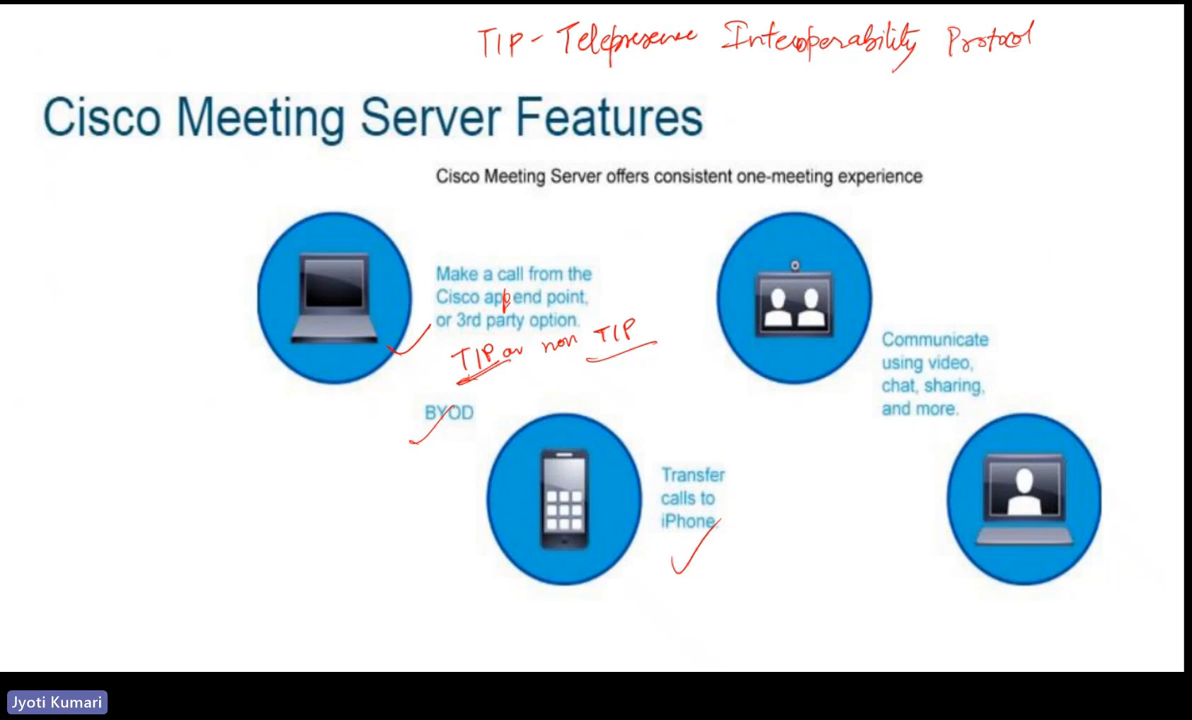 TIP - Telepresence Interoperability Protocol
Cisco Meeting Server Features
Cisco Meeting Server offers consistent one-meeting experience
Make a call from the
Cisco append point,
or 3rd party option.
TIP or non TIP
BYOD
Communicate
using video,
chat, sharing,
and more.
Transfer
calls to
iPhone.
Jyoti Kumari